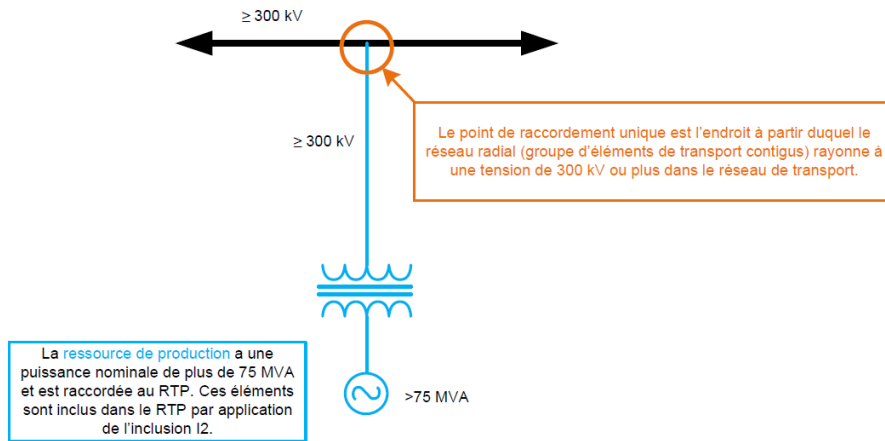 ≥ 300 kV
Le point de raccordement unique est l'endroit à partir duquel le
réseau radial (groupe d'éléments de transport contigus) rayonne à
une tension de 300 kV ou plus dans le réseau de transport.
≥ 300 kV
La ressource de production a une
puissance nominale de plus de 75 MVA
et est raccordée au RTP. Ces éléments
sont inclus dans le RTP par application
de l'inclusion I2.
>75 MVA